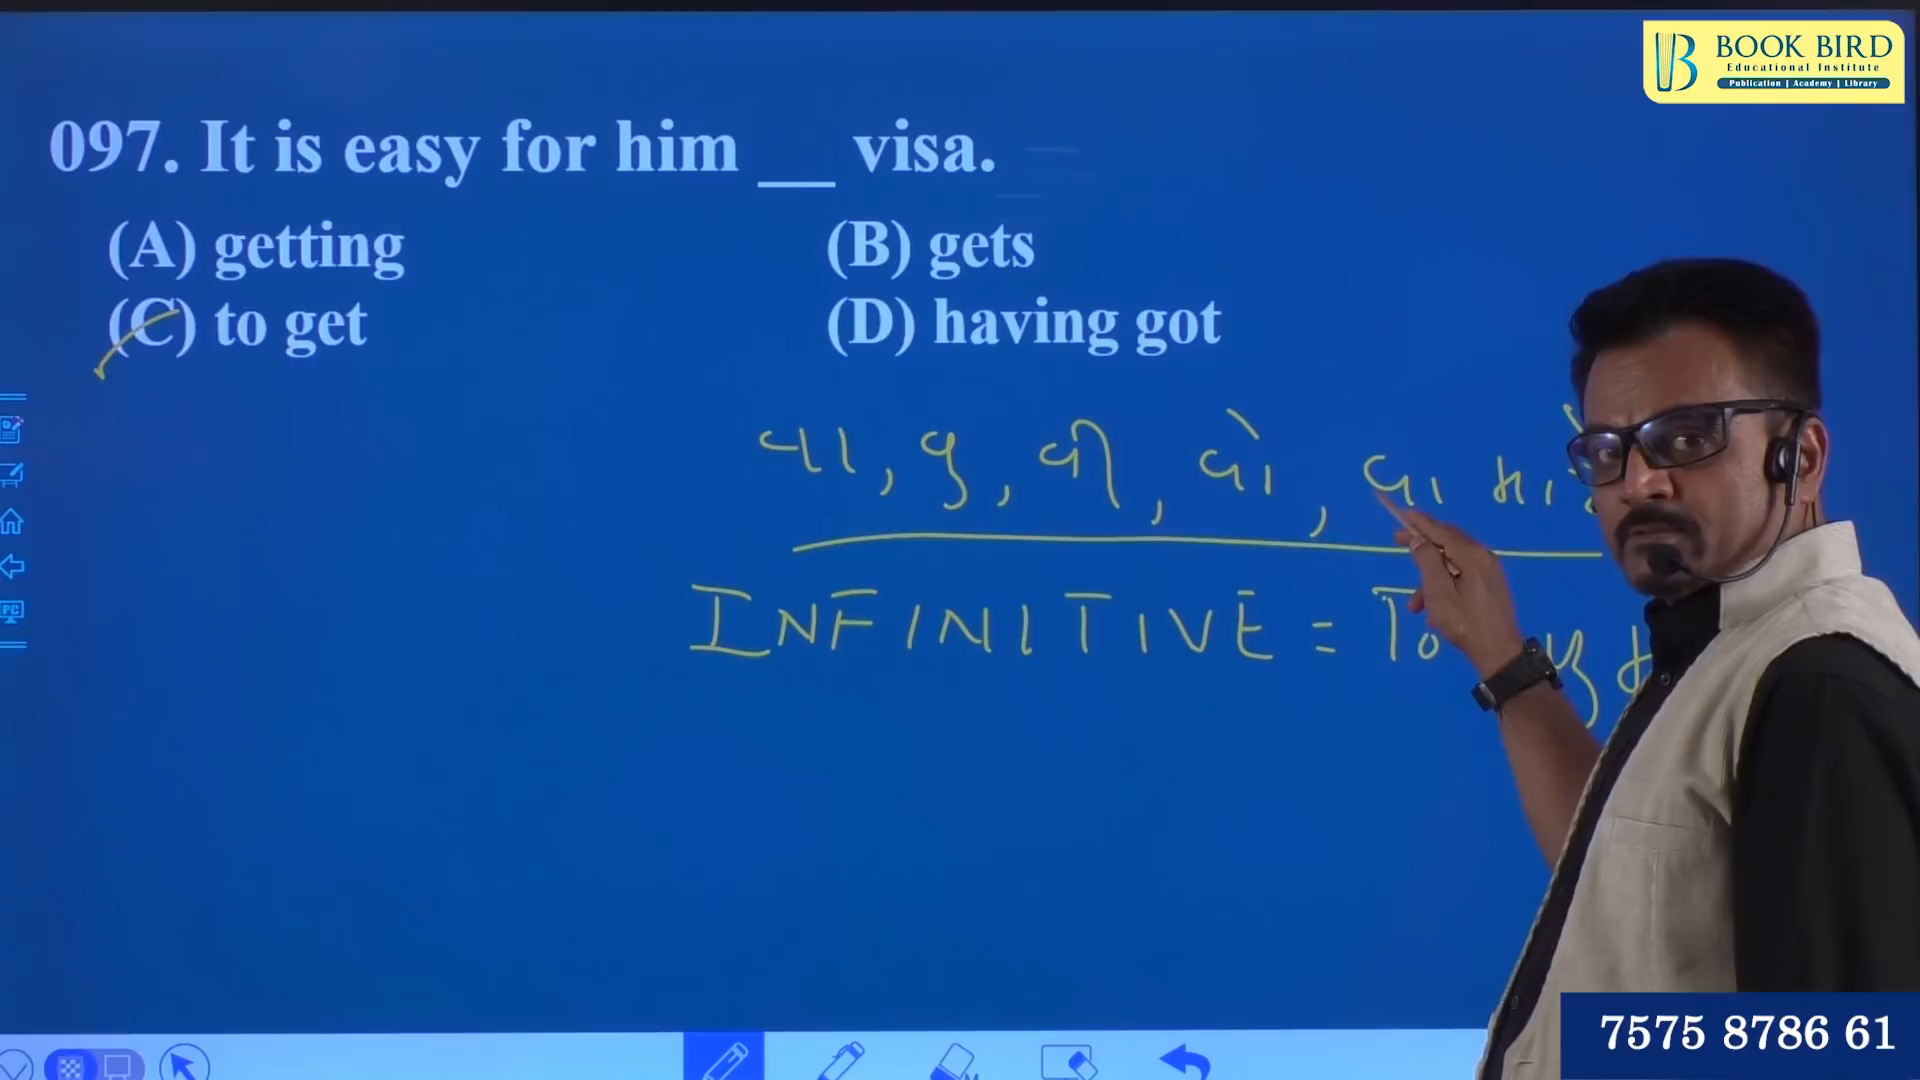 BOOK BIRD
Educational Institute
Publication | Academy | Library
097. It is easy for him __ visa.
(A) getting
(B) gets
(C) to get
(D) having got
વા, વુ, વી, વો, વા માટે
INFINITIVE = To
PC
7575 8786 61